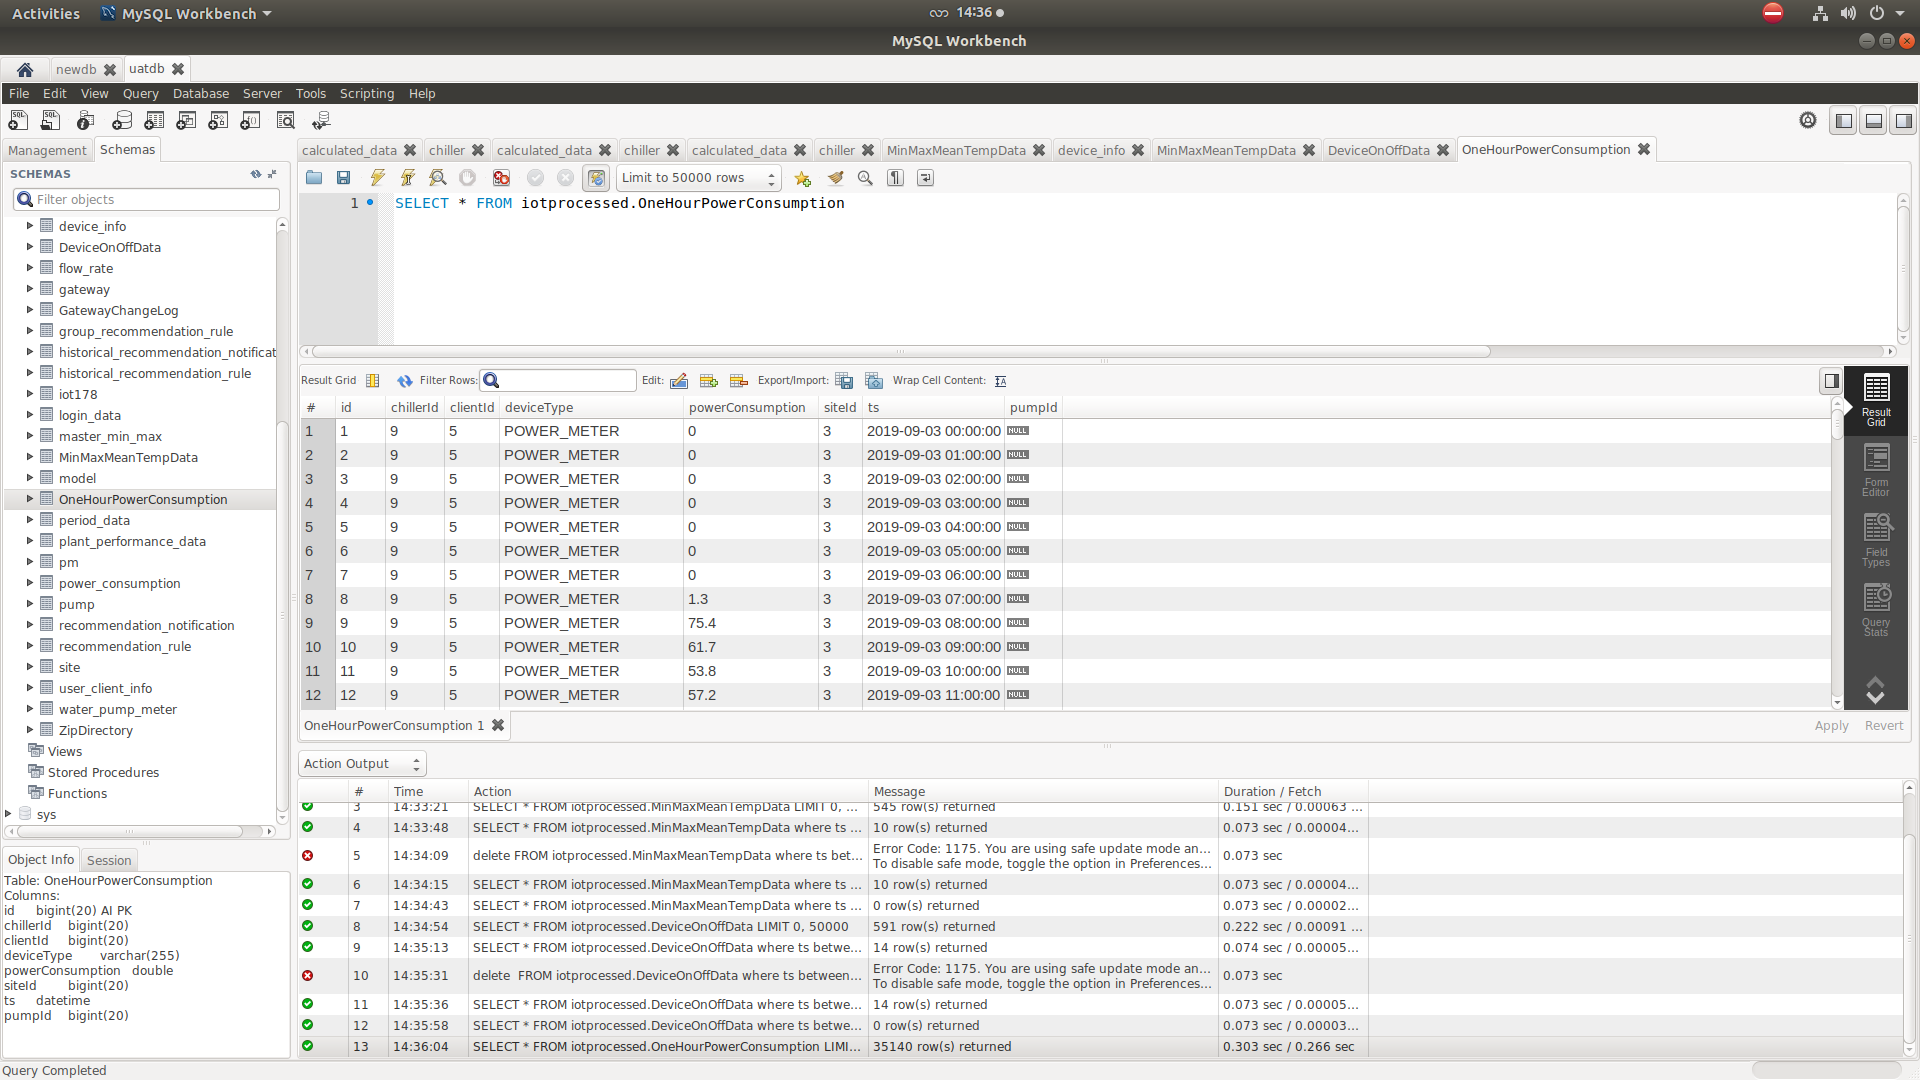 Activities MySQL Workbench 14:36
MySQL Workbench
newdb uatdb
File Edit View Query Database Server Tools Scripting Help
Management Schemas
calculated_data chiller calculated_data chiller calculated_data chiller MinMaxMeanTempData device_info MinMaxMeanTempData DeviceOnOffData OneHourPowerConsumption
SCHEMAS
Filter objects
device_info
DeviceOnOffData
flow_rate
gateway
GatewayChangeLog
group_recommendation_rule
historical_recommendation_notificat
historical_recommendation_rule
iot178
login_data
master_min_max
MinMaxMeanTempData
model
OneHourPowerConsumption
period_data
plant_performance_data
pm
power_consumption
pump
recommendation_notification
recommendation_rule
site
user_client_info
water_pump_meter
ZipDirectory
Views
Stored Procedures
Functions
sys
Object Info Session
Table: OneHourPowerConsumption
Columns:
id bigint(20) AI PK
chillerId bigint(20)
clientId bigint(20)
deviceType varchar(255)
powerConsumption double
siteId bigint(20)
ts datetime
pumpId bigint(20)
Query Completed
Limit to 50000 rows
1 SELECT * FROM iotprocessed.OneHourPowerConsumption
Result Grid Filter Rows: Edit: Export/Import: Wrap Cell Content:
# id chillerId clientId deviceType powerConsumption siteId ts pumpId
1 1 9 5 POWER_METER 0 3 2019-09-03 00:00:00 NULL
2 2 9 5 POWER_METER 0 3 2019-09-03 01:00:00 NULL
3 3 9 5 POWER_METER 0 3 2019-09-03 02:00:00 NULL
4 4 9 5 POWER_METER 0 3 2019-09-03 03:00:00 NULL
5 5 9 5 POWER_METER 0 3 2019-09-03 04:00:00 NULL
6 6 9 5 POWER_METER 0 3 2019-09-03 05:00:00 NULL
7 7 9 5 POWER_METER 0 3 2019-09-03 06:00:00 NULL
8 8 9 5 POWER_METER 1.3 3 2019-09-03 07:00:00 NULL
9 9 9 5 POWER_METER 75.4 3 2019-09-03 08:00:00 NULL
10 10 9 5 POWER_METER 61.7 3 2019-09-03 09:00:00 NULL
11 11 9 5 POWER_METER 53.8 3 2019-09-03 10:00:00 NULL
12 12 9 5 POWER_METER 57.2 3 2019-09-03 11:00:00 NULL
Result
Grid
Form
Editor
Field
Types
Query
Stats
OneHourPowerConsumption 1 Apply Revert
Action Output
# Time Action Message Duration / Fetch
3 14:33:21 SELECT * FROM iotprocessed.MinMaxMeanTempData LIMIT 0, ... 545 row(s) returned 0.151 sec / 0.00063 ...
4 14:33:48 SELECT * FROM iotprocessed.MinMaxMeanTempData where ts ... 10 row(s) returned 0.073 sec / 0.00004...
5 14:34:09 delete FROM iotprocessed.MinMaxMeanTempData where ts bet... Error Code: 1175. You are using safe update mode an... 0.073 sec
To disable safe mode, toggle the option in Preferences...
6 14:34:15 SELECT * FROM iotprocessed.MinMaxMeanTempData where ts ... 10 row(s) returned 0.073 sec / 0.00004...
7 14:34:43 SELECT * FROM iotprocessed.MinMaxMeanTempData where ts ... 0 row(s) returned 0.073 sec / 0.00002...
8 14:34:54 SELECT * FROM iotprocessed.DeviceOnOffData LIMIT 0, 50000 591 row(s) returned 0.222 sec / 0.00091 ...
9 14:35:13 SELECT * FROM iotprocessed.DeviceOnOffData where ts betwe... 14 row(s) returned 0.074 sec / 0.00005...
10 14:35:31 delete FROM iotprocessed.DeviceOnOffData where ts between... Error Code: 1175. You are using safe update mode an... 0.073 sec
To disable safe mode, toggle the option in Preferences...
11 14:35:36 SELECT * FROM iotprocessed.DeviceOnOffData where ts betwe... 14 row(s) returned 0.073 sec / 0.00005...
12 14:35:58 SELECT * FROM iotprocessed.DeviceOnOffData where ts betwe... 0 row(s) returned 0.073 sec / 0.00003...
13 14:36:04 SELECT * FROM iotprocessed.OneHourPowerConsumption LIMI... 35140 row(s) returned 0.303 sec / 0.266 sec